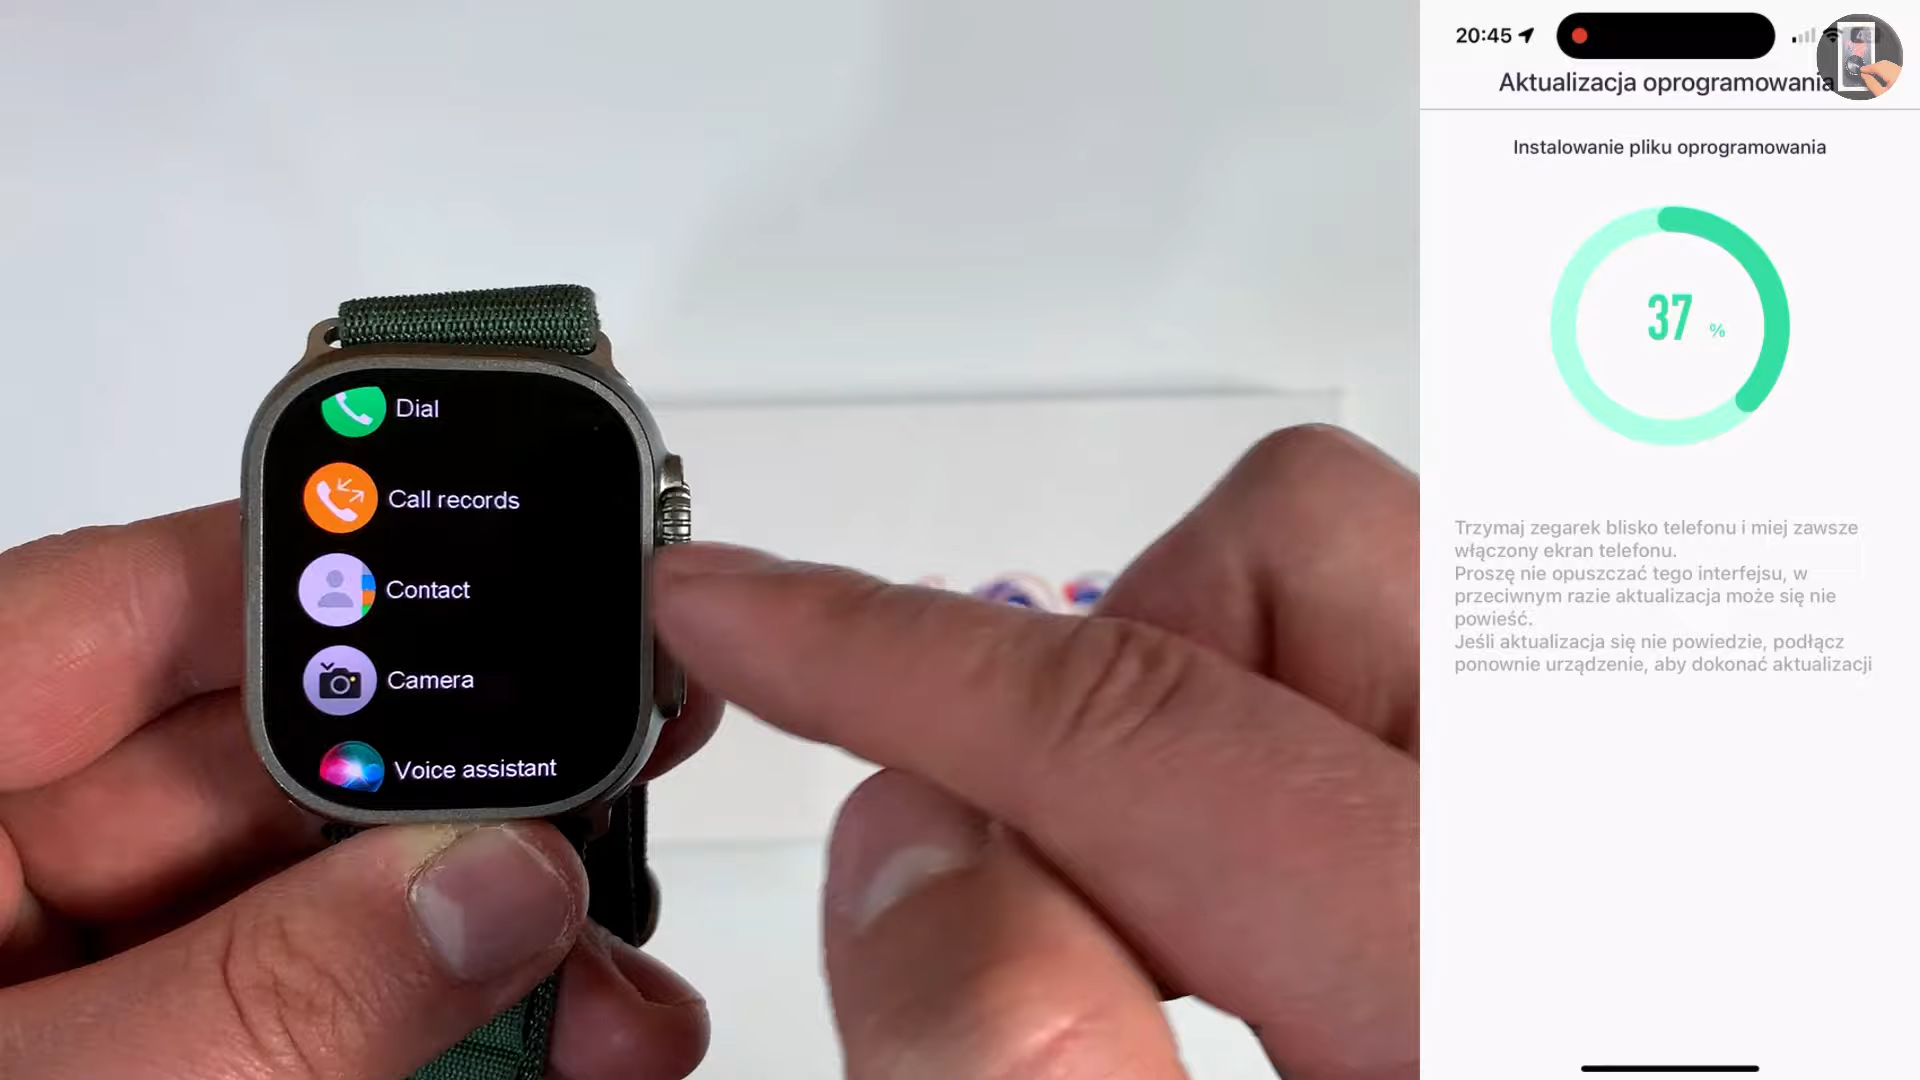 Dial
Call records
Contact
Camera
Voice assistant
20:45
Aktualizacja oprogramowania
Instalowanie pliku oprogramowania
37 %
Trzymaj zegarek blisko telefonu i miej zawsze
włączony ekran telefonu.
Proszę nie opuszczać tego interfejsu, w
przeciwnym razie aktualizacja może się nie
powieść.
Jeśli aktualizacja się nie powiedzie, podłącz
ponownie urządzenie, aby dokonać aktualizacji